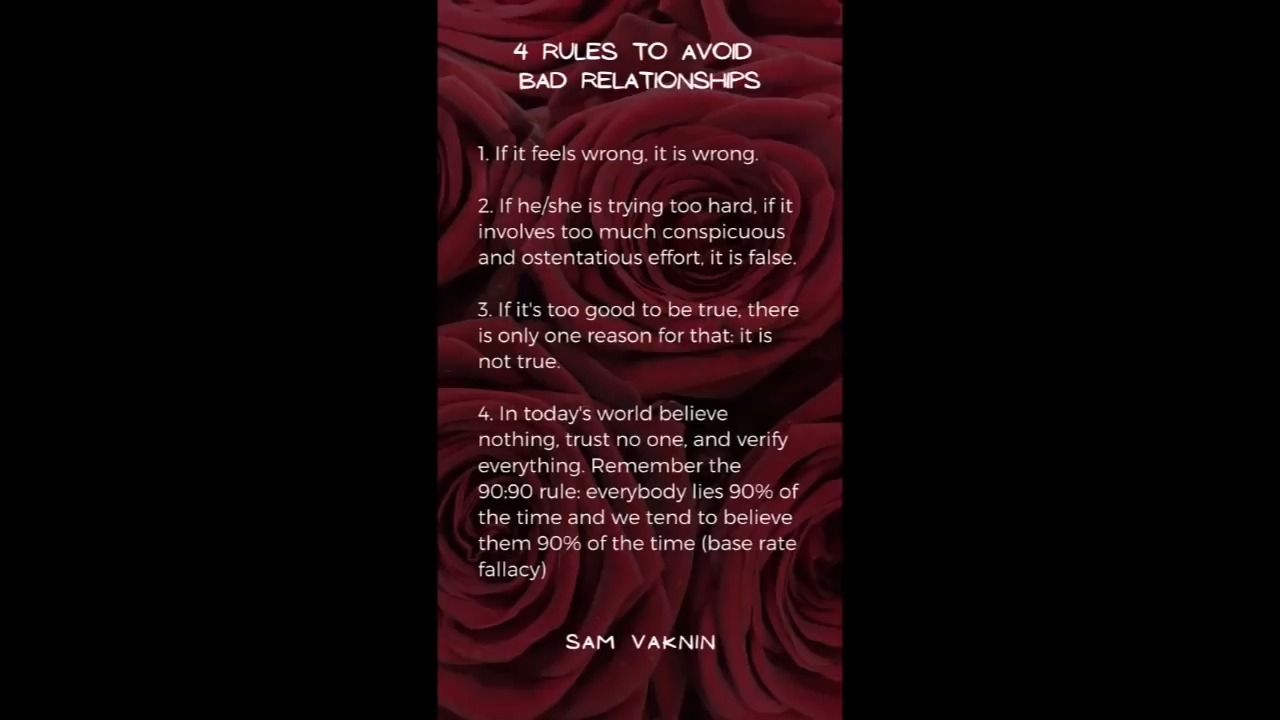 4 RULES TO AVOID
BAD RELATIONSHIPS
1. If it feels wrong, it is wrong.
2. If he/she is trying too hard, if it
involves too much conspicuous
and ostentatious effort, it is false.
3. If it's too good to be true, there
is only one reason for that: it is
not true.
4. In today's world believe
nothing, trust no one, and verify
everything. Remember the
90:90 rule: everybody lies 90% of
the time and we tend to believe
them 90% of the time (base rate
fallacy)
SAM VAKNIN